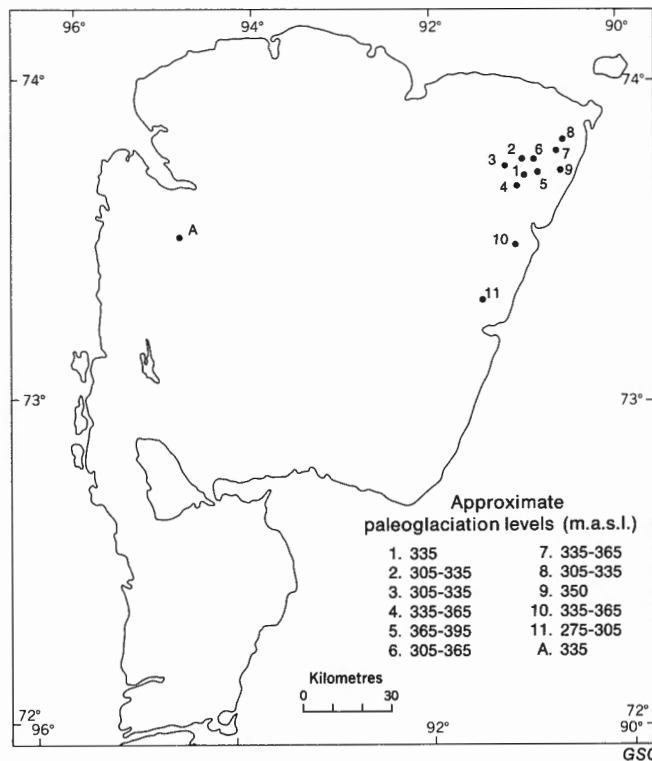 96° 94° 92° 90°
74° 74°
8
2 6
3 7
1 9
4 5
A
10
11
73° 73°
Approximate
paleoglaciation levels (m.a.s.l.)
1. 335 7. 335-365
2. 305-335 8. 305-335
3. 305-335 9. 350
4. 335-365 10. 335-365
5. 365-395 11. 275-305
6. 305-365 A. 335
Kilometres
0 30
72° 72°
96° 92° 90°
GSC